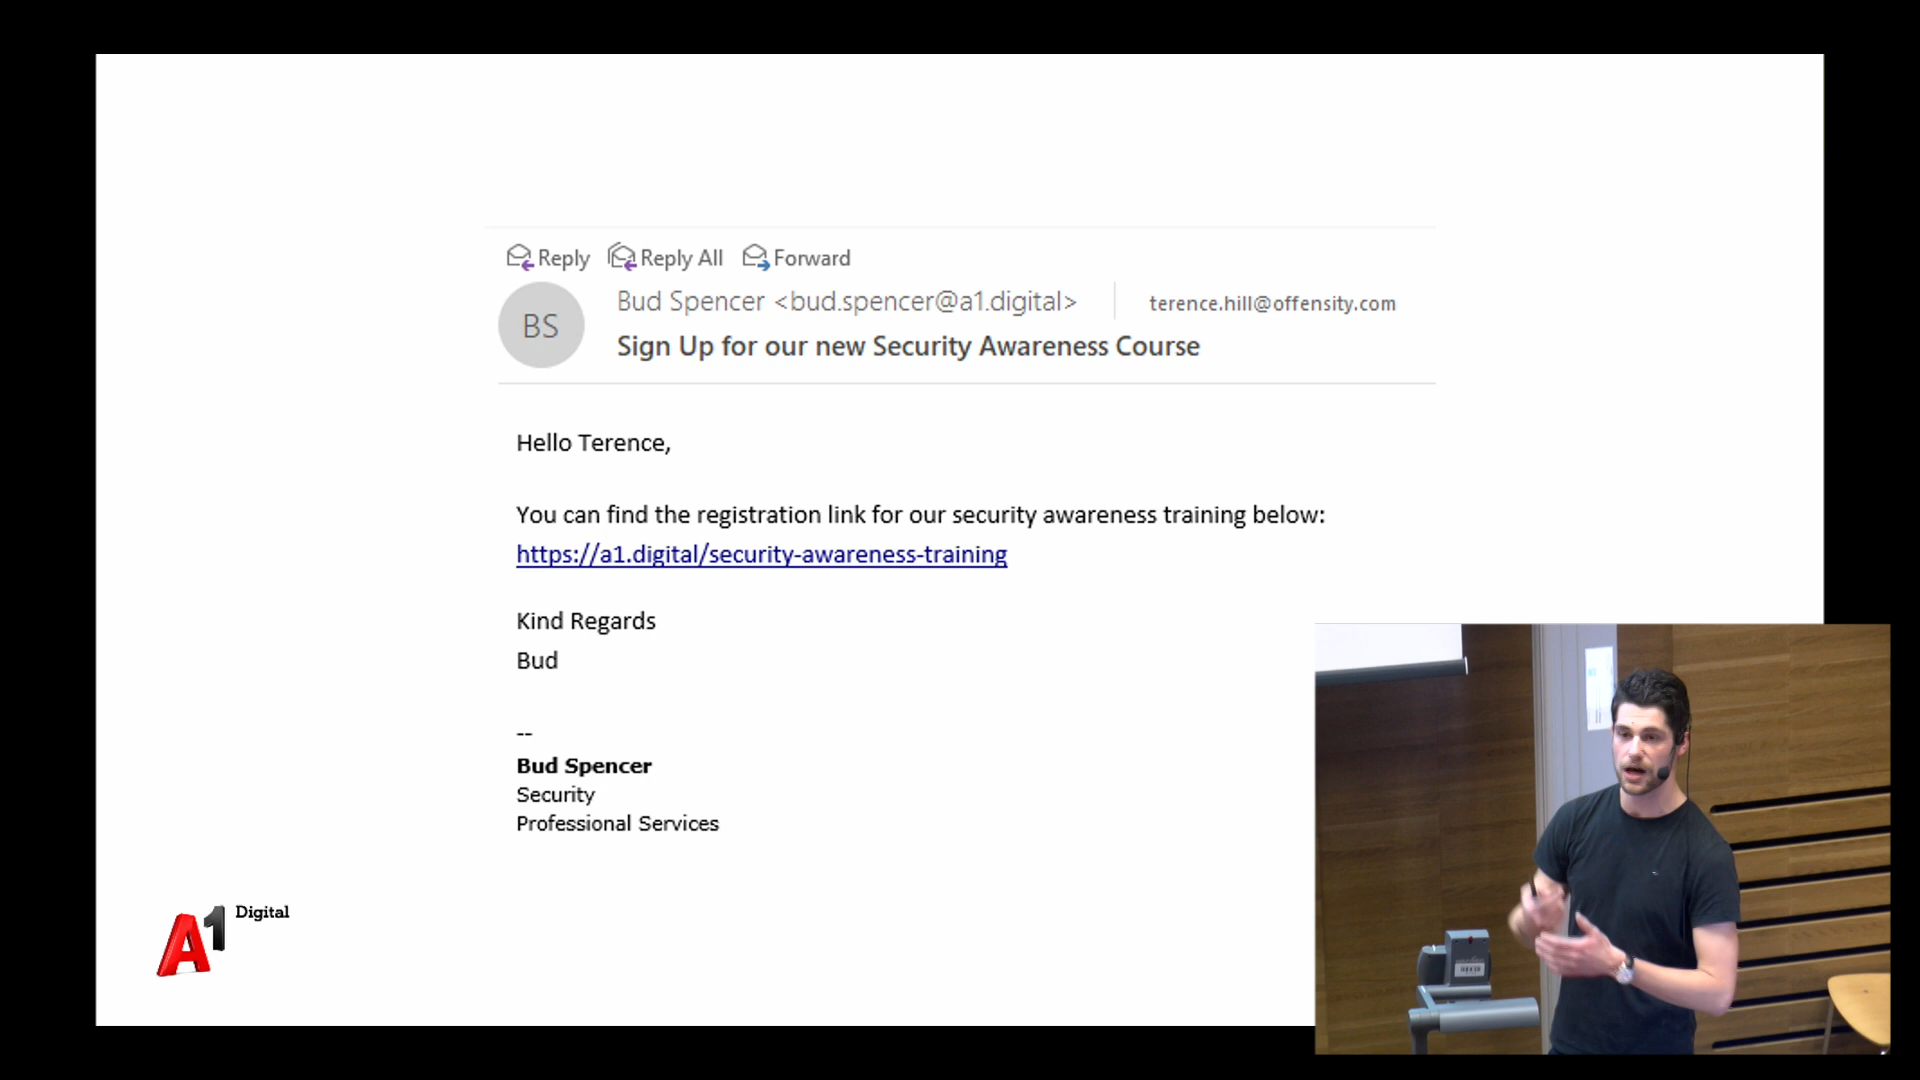 Reply Reply All Forward
BS
Bud Spencer <bud.spencer@a1.digital> terence.hill@offensity.com
Sign Up for our new Security Awareness Course
Hello Terence,
You can find the registration link for our security awareness training below:
https://a1.digital/security-awareness-training
Kind Regards
Bud
--
Bud Spencer
Security
Professional Services
A1 Digital